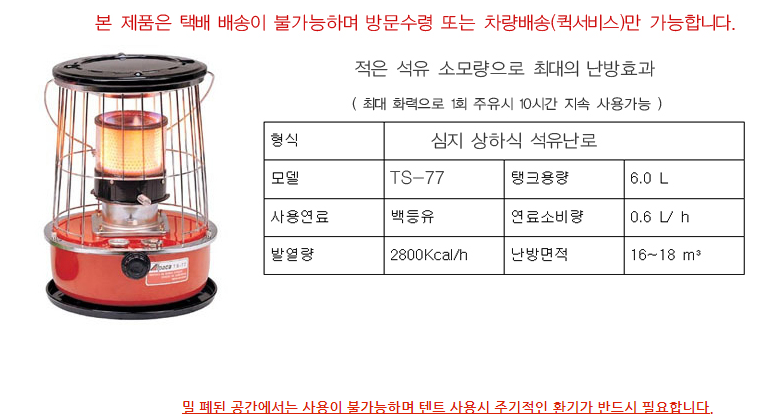 본 제품은 택배 배송이 불가능하며 방문수령 또는 차량배송(퀵서비스)만 가능합니다.
적은 석유 소모량으로 최대의 난방효과
( 최대 화력으로 1회 주유시 10시간 지속 사용가능 )
형식 심지 상하식 석유난로
모델 TS-77 탱크용량 6.0 L
사용연료 백등유 연료소비량 0.6 L/ h
발열량 2800Kcal/h 난방면적 16~18 m³
Alpaca TS-77
밀 폐된 공간에서는 사용이 불가능하며 텐트 사용시 주기적인 환기가 반드시 필요합니다.